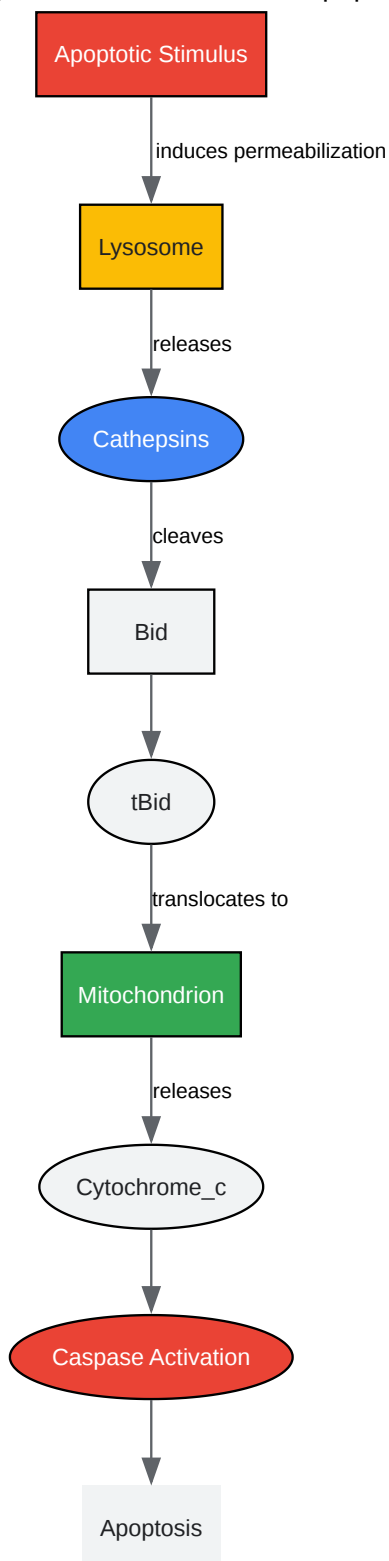 Apoptotic Stimulus
induces permeabilization
Lysosome
releases
Cathepsins
cleaves
Bid
tBid
translocates to
Mitochondrion
releases
Cytochrome_c
Caspase Activation
Apoptosis